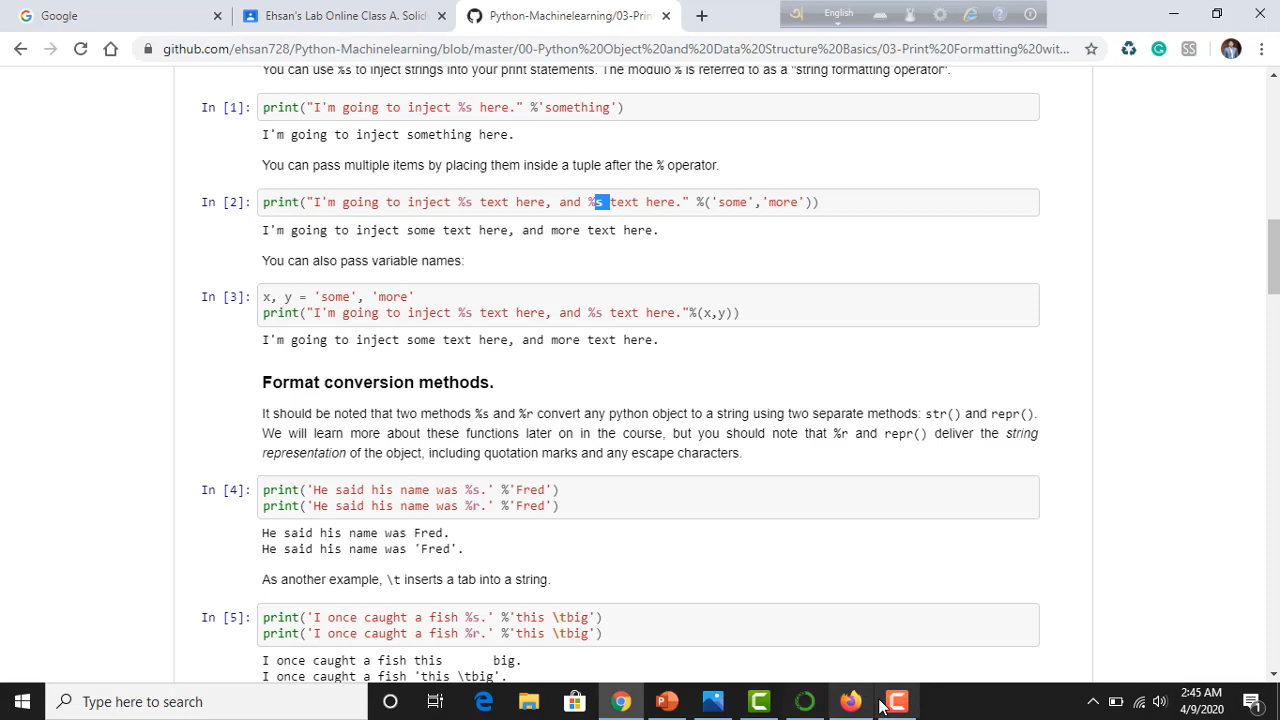 Google
Ehsan's Lab Online Class A. Solid
Python-Machinelearning/03-Prin
English
github.com/ehsan728/Python-Machinelearning/blob/master/00-Python%20Object%20and%20Data%20Structure%20Basics/03-Print%20Formatting%20wit...
You can use %s to inject strings into your print statements. The modulo % is referred to as a "string formatting operator".
In [1]: print("I'm going to inject %s here." %'something')
I'm going to inject something here.
You can pass multiple items by placing them inside a tuple after the % operator.
In [2]: print("I'm going to inject %s text here, and %s text here." %('some','more'))
I'm going to inject some text here, and more text here.
You can also pass variable names:
In [3]: x, y = 'some', 'more'
print("I'm going to inject %s text here, and %s text here."%(x,y))
I'm going to inject some text here, and more text here.
Format conversion methods.
It should be noted that two methods %s and %r convert any python object to a string using two separate methods: str() and repr().
We will learn more about these functions later on in the course, but you should note that %r and repr() deliver the string
representation of the object, including quotation marks and any escape characters.
In [4]: print('He said his name was %s.' %'Fred')
print('He said his name was %r.' %'Fred')
He said his name was Fred.
He said his name was 'Fred'.
As another example, \t inserts a tab into a string.
In [5]: print('I once caught a fish %s.' %'this \tbig')
print('I once caught a fish %r.' %'this \tbig')
I once caught a fish this big.
I once caught a fish 'this \tbig'.
Type here to search
2:45 AM
4/9/2020